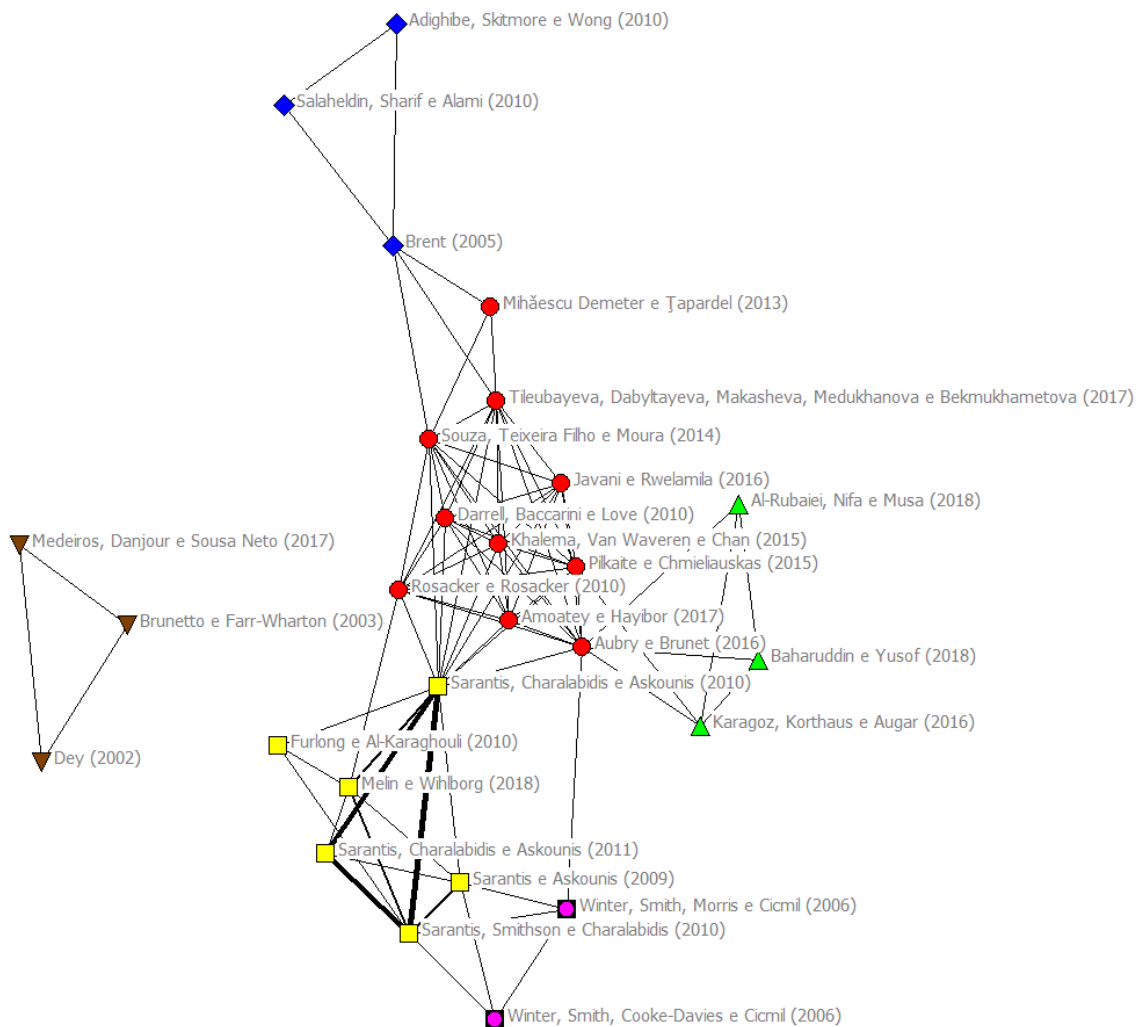 Adighibe, Skitmore e Wong (2010)
Salaheldin, Sharif e Alami (2010)
Brent (2005)
Mihăescu Demeter e Ţapardel (2013)
Tileubayeva, Dabyltayeva, Makasheva, Medukhanova e Bekmukhametova (2017)
Souza, Teixeira Filho e Moura (2014)
Javani e Rwelamila (2016)
Al-Rubaiei, Nifa e Musa (2018)
Darrell, Baccarini e Love (2010)
Khalema, Van Waveren e Chan (2015)
Medeiros, Danjour e Sousa Neto (2017)
Pilkaite e Chmieliauskas (2015)
Rosacker e Rosacker (2010)
Amoatey e Hayibor (2017)
Brunetto e Farr-Wharton (2003)
Aubry e Brunet (2016)
Baharuddin e Yusof (2018)
Sarantis, Charalabidis e Askounis (2010)
Karagoz, Korthaus e Augar (2016)
Furlong e Al-Karaghouli (2010)
Dey (2002)
Melin e Wihlborg (2018)
Sarantis, Charalabidis e Askounis (2011)
Sarantis e Askounis (2009)
Winter, Smith, Morris e Cicmil (2006)
Sarantis, Smithson e Charalabidis (2010)
Winter, Smith, Cooke-Davies e Cicmil (2006)